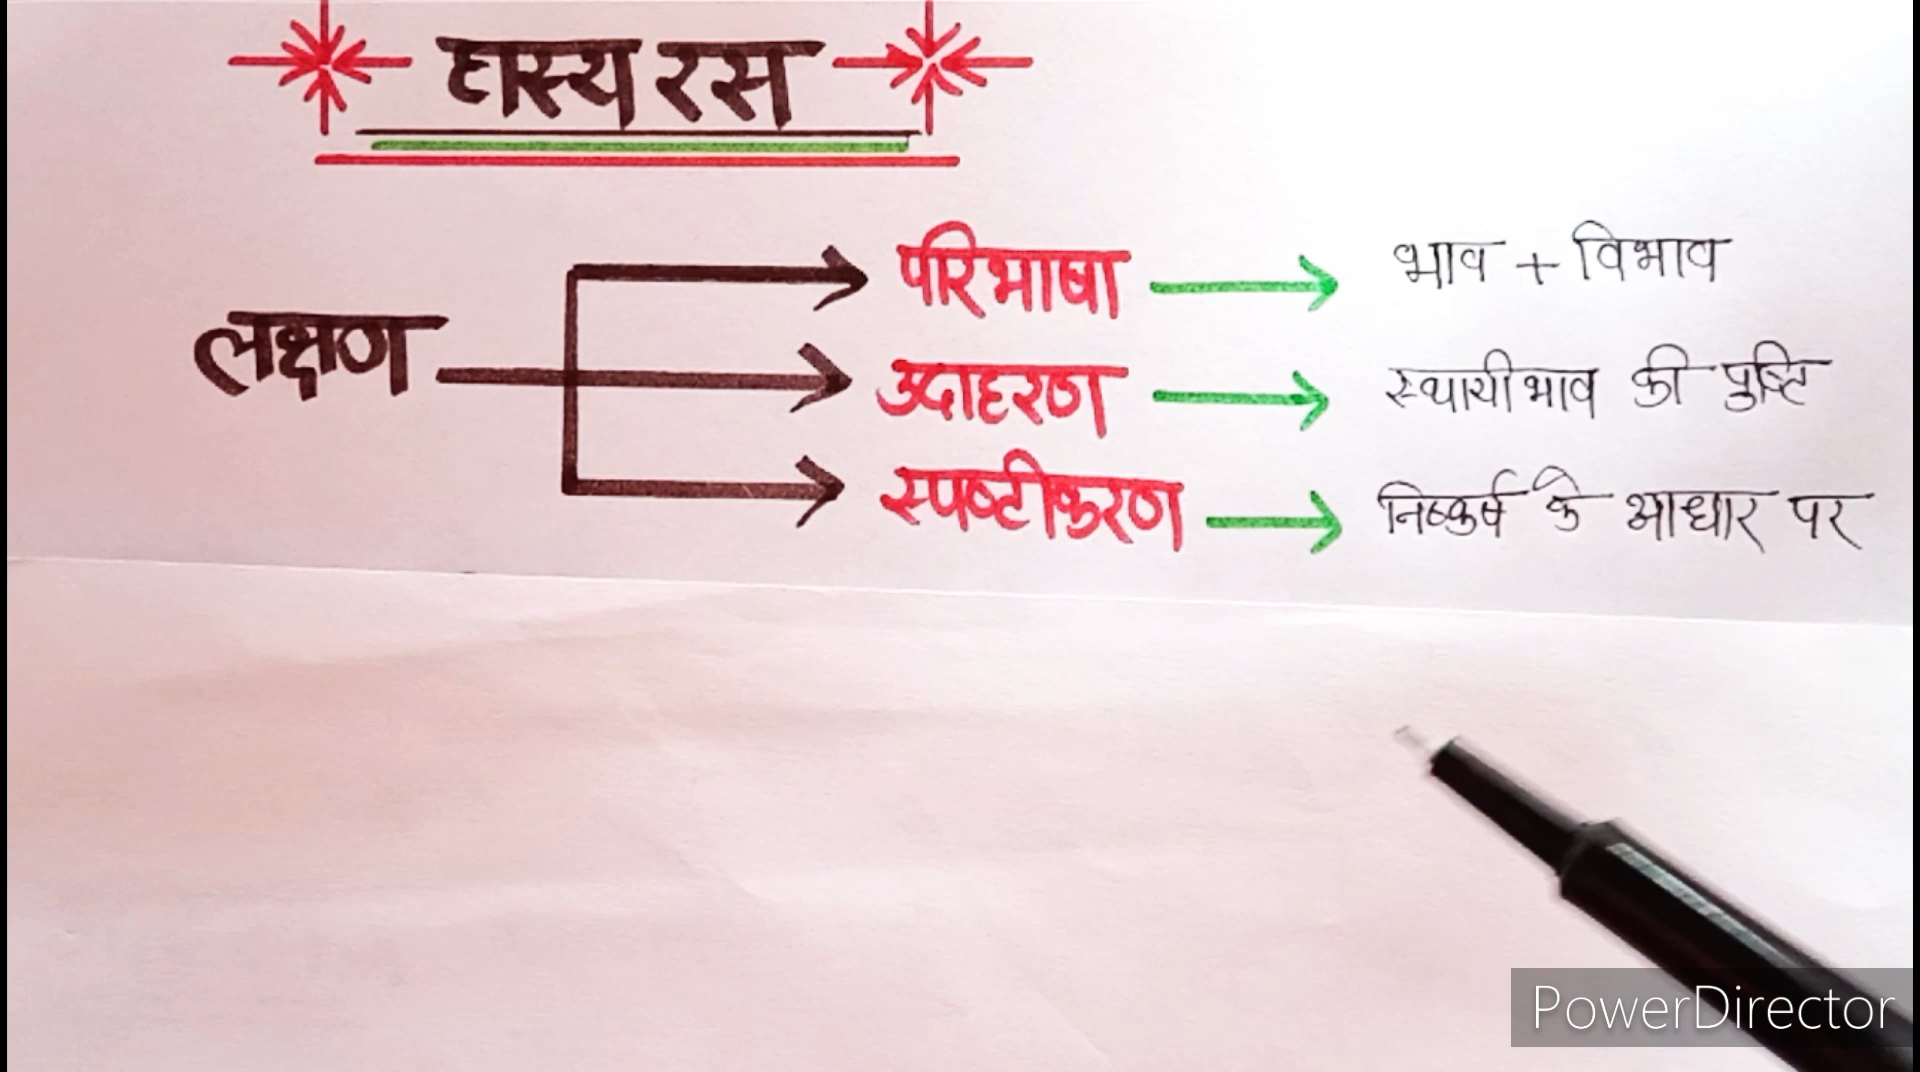 हास्य रस
परिभाषा → भाव + विभाव
लक्षण → उदाहरण → स्थायीभाव की पुष्टि
स्पष्टीकरण → निष्कर्ष के आधार पर
PowerDirector